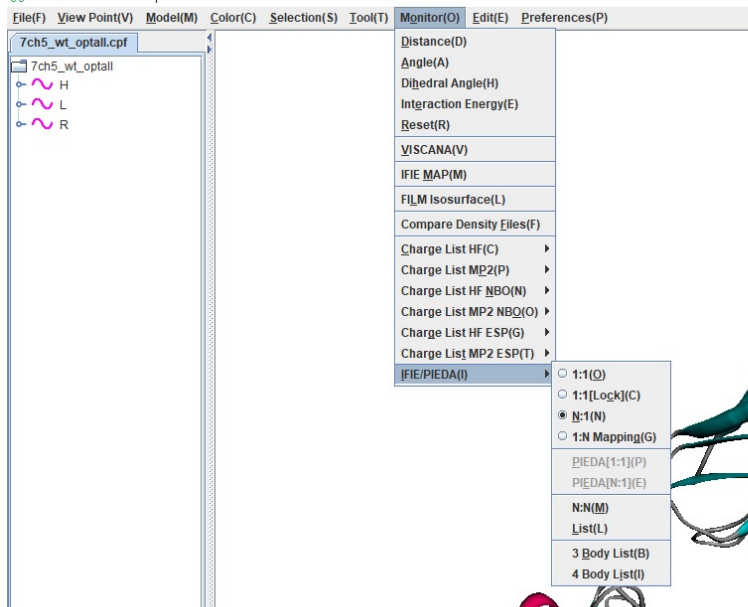 File(F) View Point(V) Model(M) Color(C) Selection(S) Tool(T) Monitor(O) Edit(E) Preferences(P)
7ch5_wt_optall.cpf
7ch5_wt_optall
H
L
R
Distance(D)
Angle(A)
Dihedral Angle(H)
Interaction Energy(E)
Reset(R)
VISCANA(V)
IFIE MAP(M)
FILM Isosurface(L)
Compare Density Files(F)
Charge List HF(C)
Charge List MP2(P)
Charge List HF NBO(N)
Charge List MP2 NBO(O)
Charge List HF ESP(G)
Charge List MP2 ESP(T)
IFIE/PIEDA(I)
1:1(O)
1:1[Lock](C)
N:1(N)
1:N Mapping(G)
PIEDA[1:1](P)
PIEDA[N:1](E)
N:N(M)
List(L)
3 Body List(B)
4 Body List(I)